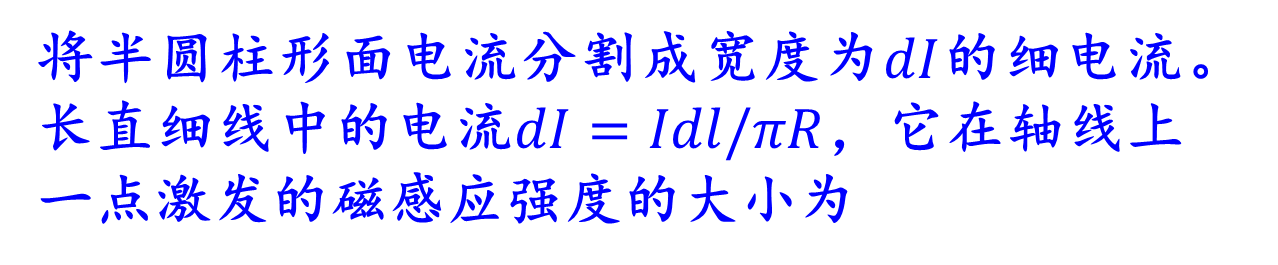 将半圆柱形面电流分割成宽度为dI的细电流。
长直细线中的电流dI = Idl/πR，它在轴线上
一点激发的磁感应强度的大小为